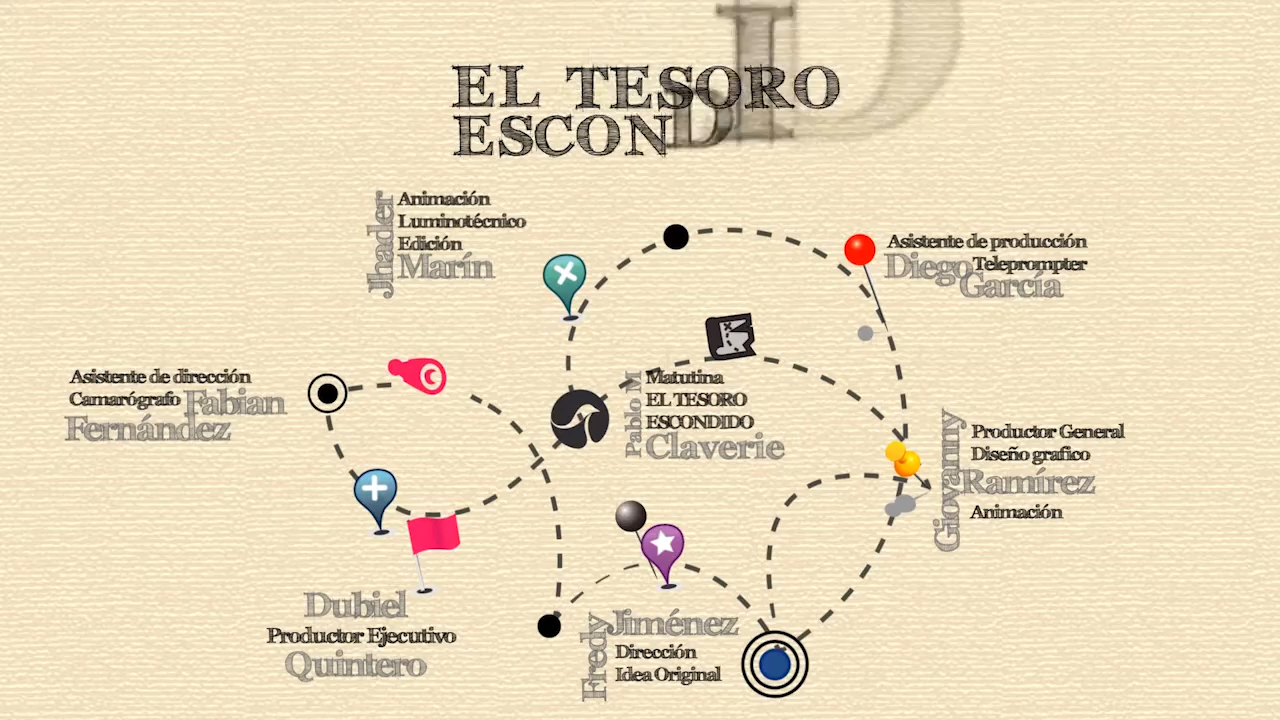 EL TESORO
ESCONDID
Jhader
Animación
Luminotécnico
Edición
Marín
Asistente de producción
Diego Teleprompter
García
Asistente de dirección
Camarógrafo Fabian
Fernández
Pablo M
Matutina
EL TESORO
ESCONDIDO
Claverie
Giovanny
Productor General
Diseño grafico
Ramírez
Animación
Dubiel
Productor Ejecutivo
Quintero
Fredy
Jiménez
Dirección
Idea Original